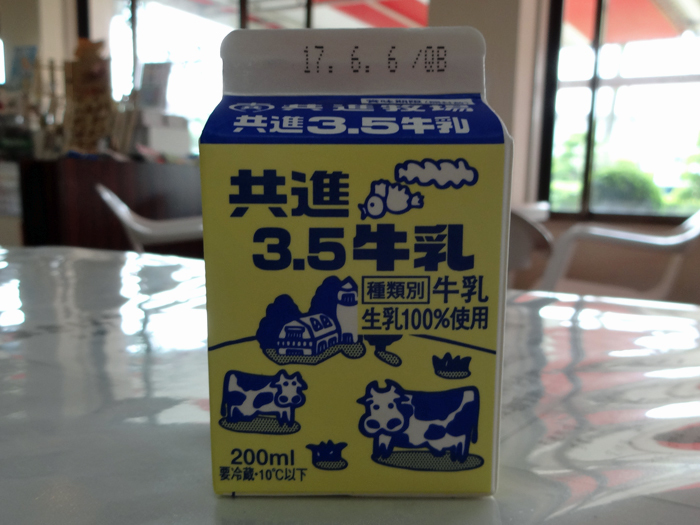 17. 6. 6 /QB
共進牧場
共進3.5牛乳
共進
3.5牛乳
種類別 牛乳
生乳100%使用
200ml
要冷蔵・10℃以下